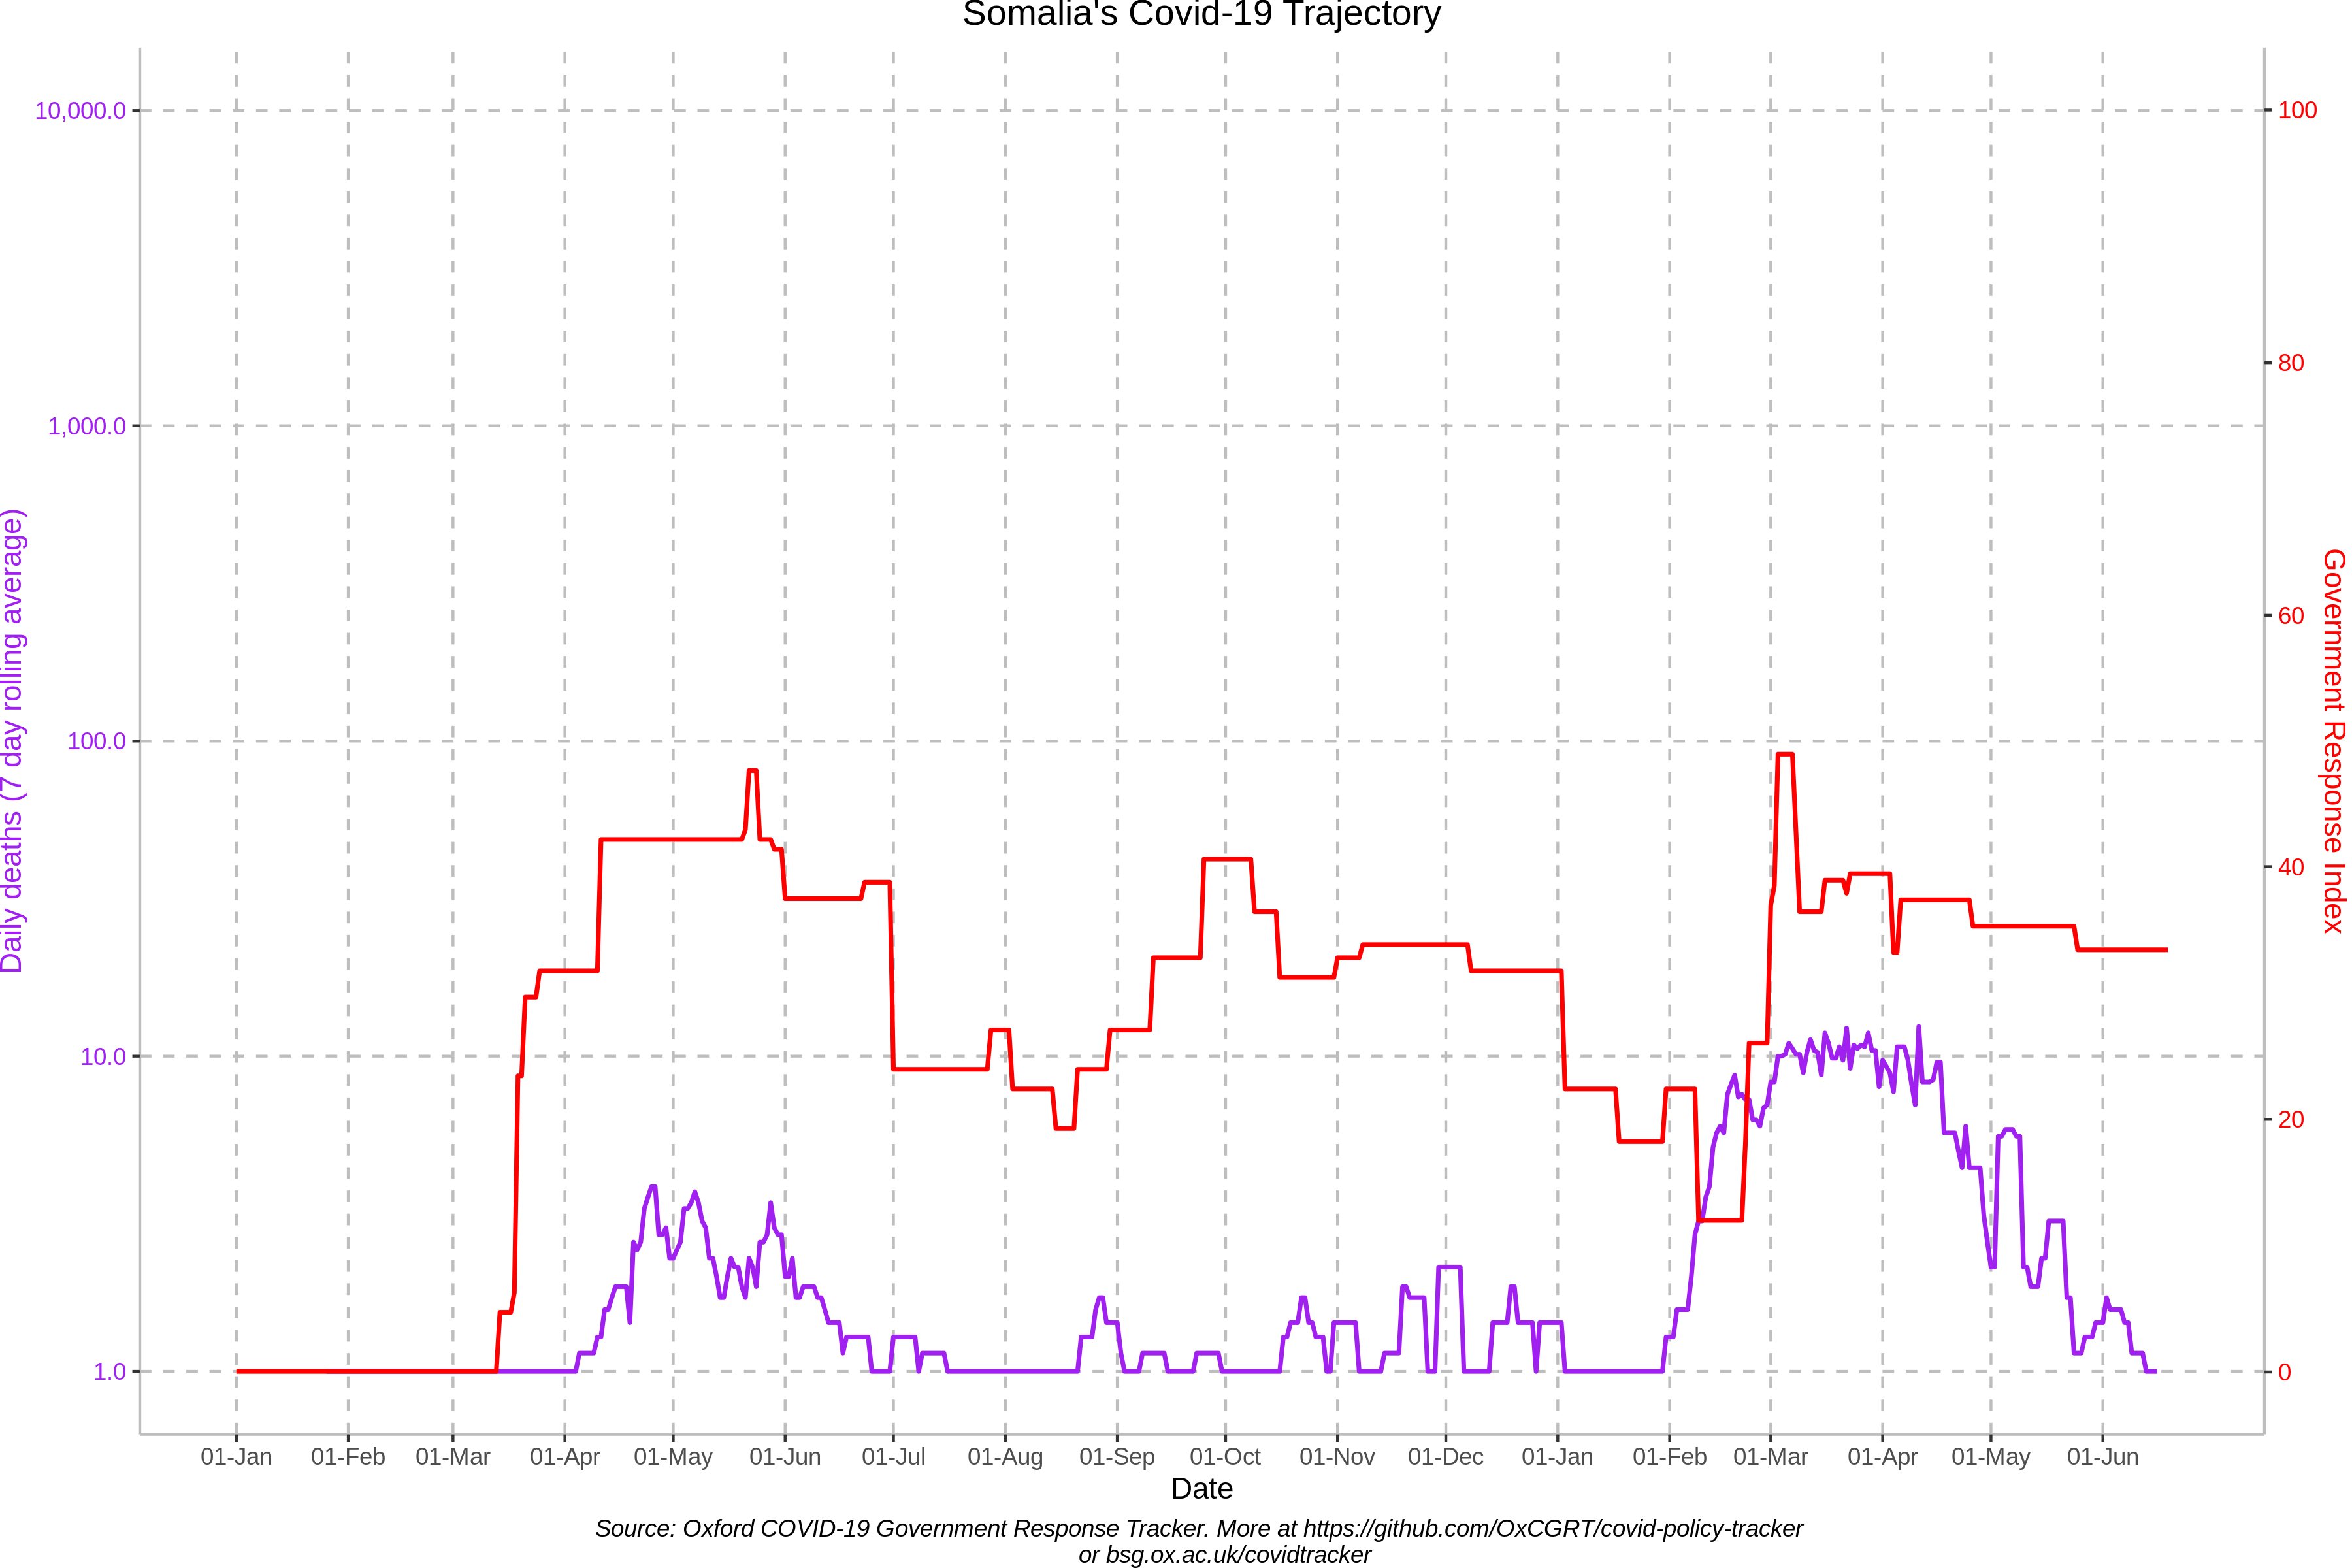 Somalia's Covid-19 Trajectory
10,000.0
1,000.0
100.0
10.0
1.0
Daily deaths (7 day rolling average)
100
80
60
40
20
0
Government Response Index
01-Jan 01-Feb 01-Mar 01-Apr 01-May 01-Jun 01-Jul 01-Aug 01-Sep 01-Oct 01-Nov 01-Dec 01-Jan 01-Feb 01-Mar 01-Apr 01-May 01-Jun
Date
Source: Oxford COVID-19 Government Response Tracker. More at https://github.com/OxCGRT/covid-policy-tracker
or bsg.ox.ac.uk/covidtracker